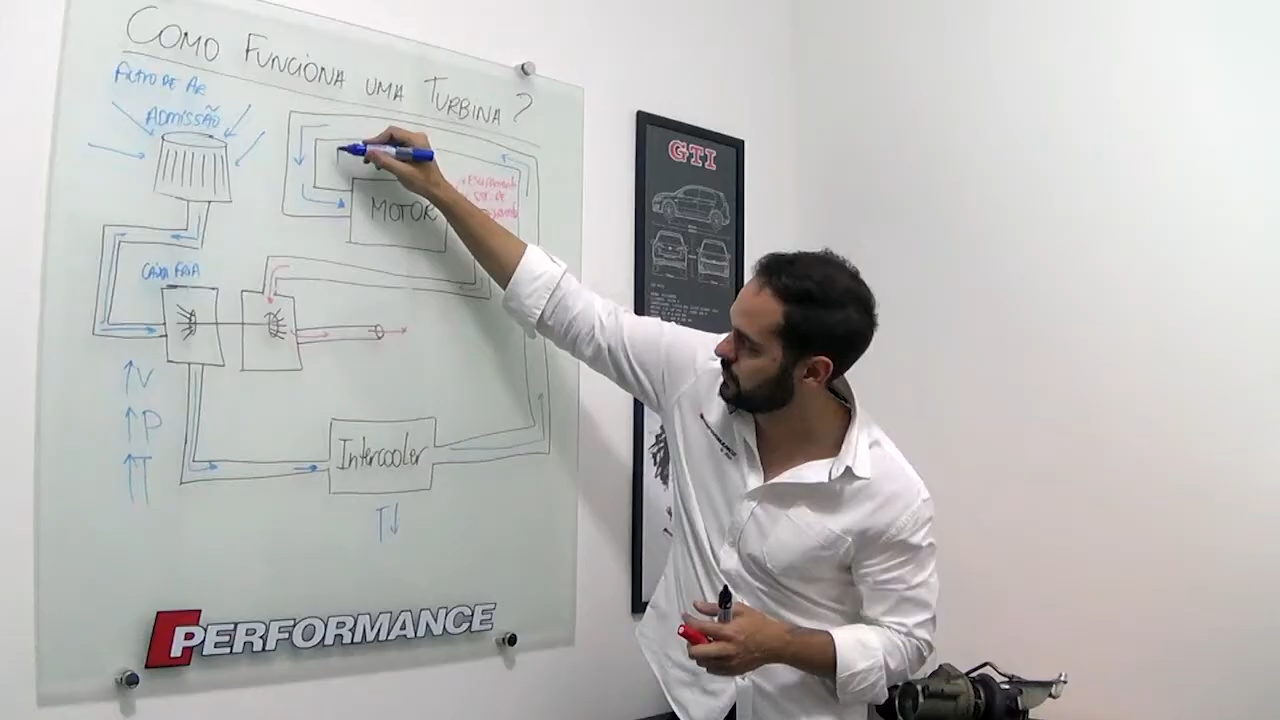 COMO FUNCIONA UMA TURBINA?
FILTRO DE AR
ADMISSÃO
MOTOR
CAIXA FRIA
↑V
↑P
↑T
Intercooler
T↓
PERFORMANCE
GTI